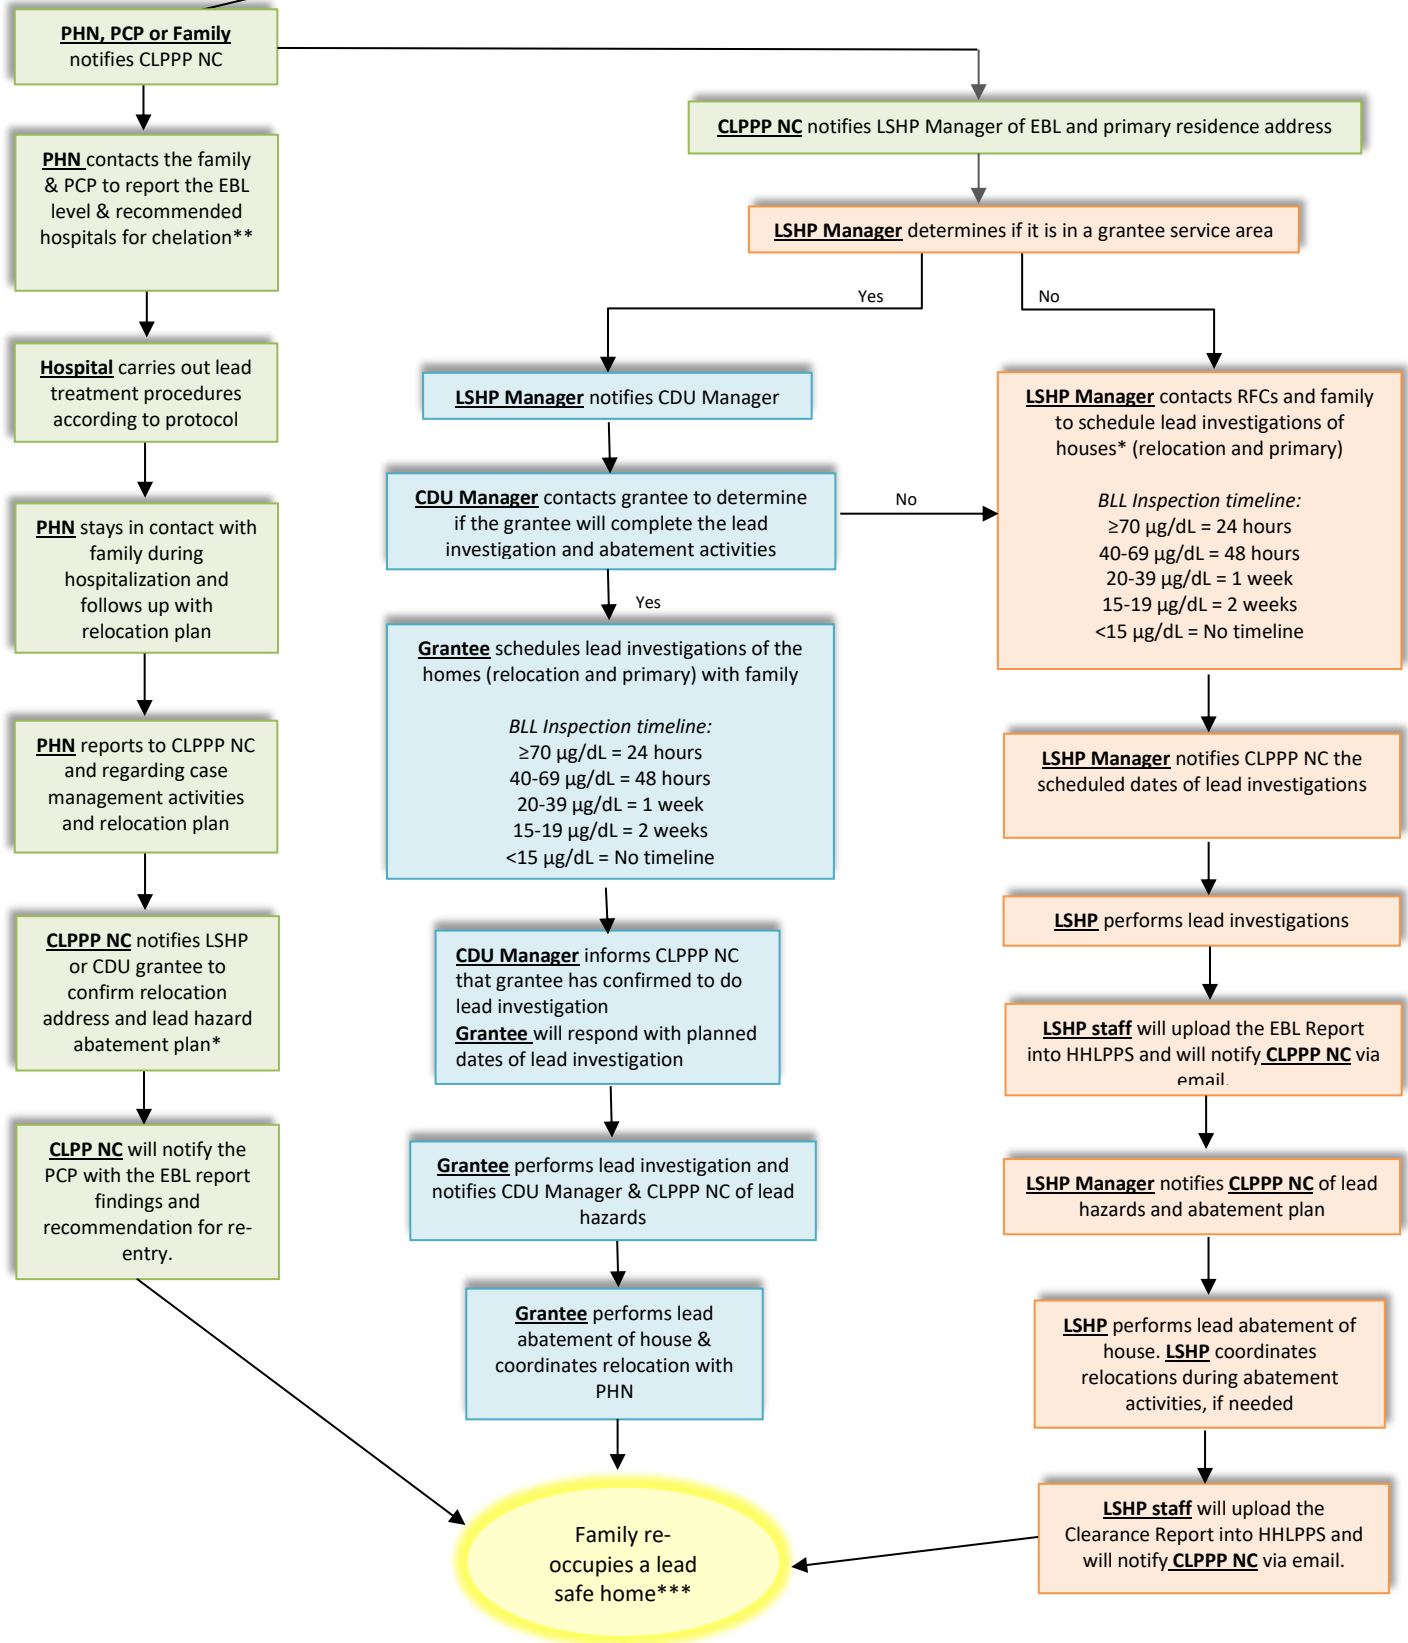 PHN, PCP or Family
notifies CLPPP NC
PHN contacts the family
& PCP to report the EBL
level & recommended
hospitals for chelation**
Hospital carries out lead
treatment procedures
according to protocol
PHN stays in contact with
family during
hospitalization and
follows up with
relocation plan
PHN reports to CLPPP NC
and regarding case
management activities
and relocation plan
CLPPP NC notifies LSHP
or CDU grantee to
confirm relocation
address and lead hazard
abatement plan*
CLPP NC will notify the
PCP with the EBL report
findings and
recommendation for re-
entry.
CLPPP NC notifies LSHP Manager of EBL and primary residence address
LSHP Manager determines if it is in a grantee service area
Yes
No
LSHP Manager notifies CDU Manager
CDU Manager contacts grantee to determine
if the grantee will complete the lead
investigation and abatement activities
No
Yes
Grantee schedules lead investigations of the
homes (relocation and primary) with family
BLL Inspection timeline:
≥70 µg/dL = 24 hours
40-69 µg/dL = 48 hours
20-39 µg/dL = 1 week
15-19 µg/dL = 2 weeks
<15 µg/dL = No timeline
CDU Manager informs CLPPP NC
that grantee has confirmed to do
lead investigation
Grantee will respond with planned
dates of lead investigation
Grantee performs lead investigation and
notifies CDU Manager & CLPPP NC of lead
hazards
Grantee performs lead
abatement of house &
coordinates relocation with
PHN
LSHP Manager contacts RFCs and family
to schedule lead investigations of
houses* (relocation and primary)
BLL Inspection timeline:
≥70 µg/dL = 24 hours
40-69 µg/dL = 48 hours
20-39 µg/dL = 1 week
15-19 µg/dL = 2 weeks
<15 µg/dL = No timeline
LSHP Manager notifies CLPPP NC the
scheduled dates of lead investigations
LSHP performs lead investigations
LSHP staff will upload the EBL Report
into HHLPPS and will notify CLPPP NC via
email.
LSHP Manager notifies CLPPP NC of lead
hazards and abatement plan
LSHP performs lead abatement of
house. LSHP coordinates
relocations during abatement
activities, if needed
LSHP staff will upload the
Clearance Report into HHLPPS and
will notify CLPPP NC via email.
Family re-
occupies a lead
safe home***